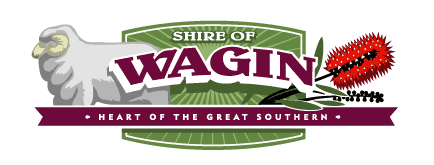 SHIRE OF
WAGIN
• HEART OF THE GREAT SOUTHERN •